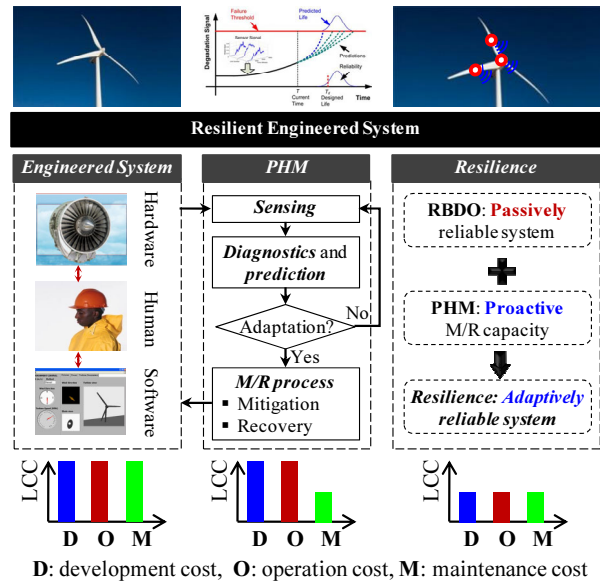 Failure
Threshold
Predicted
Life
Sensor Signal
Degradation Signal
Predictions
Reliability
T
Current
Time
Designed
Life
Time
Resilient Engineered System
Engineered System
PHM
Resilience
Hardware
Human
Software
Sensing
Diagnostics and
prediction
Adaptation?
No
Yes
M/R process
▪ Mitigation
▪ Recovery
RBDO: Passively
reliable system
PHM: Proactive
M/R capacity
Resilience: Adaptively
reliable system
LCC
D O M
LCC
D O M
LCC
D O M
D: development cost, O: operation cost, M: maintenance cost